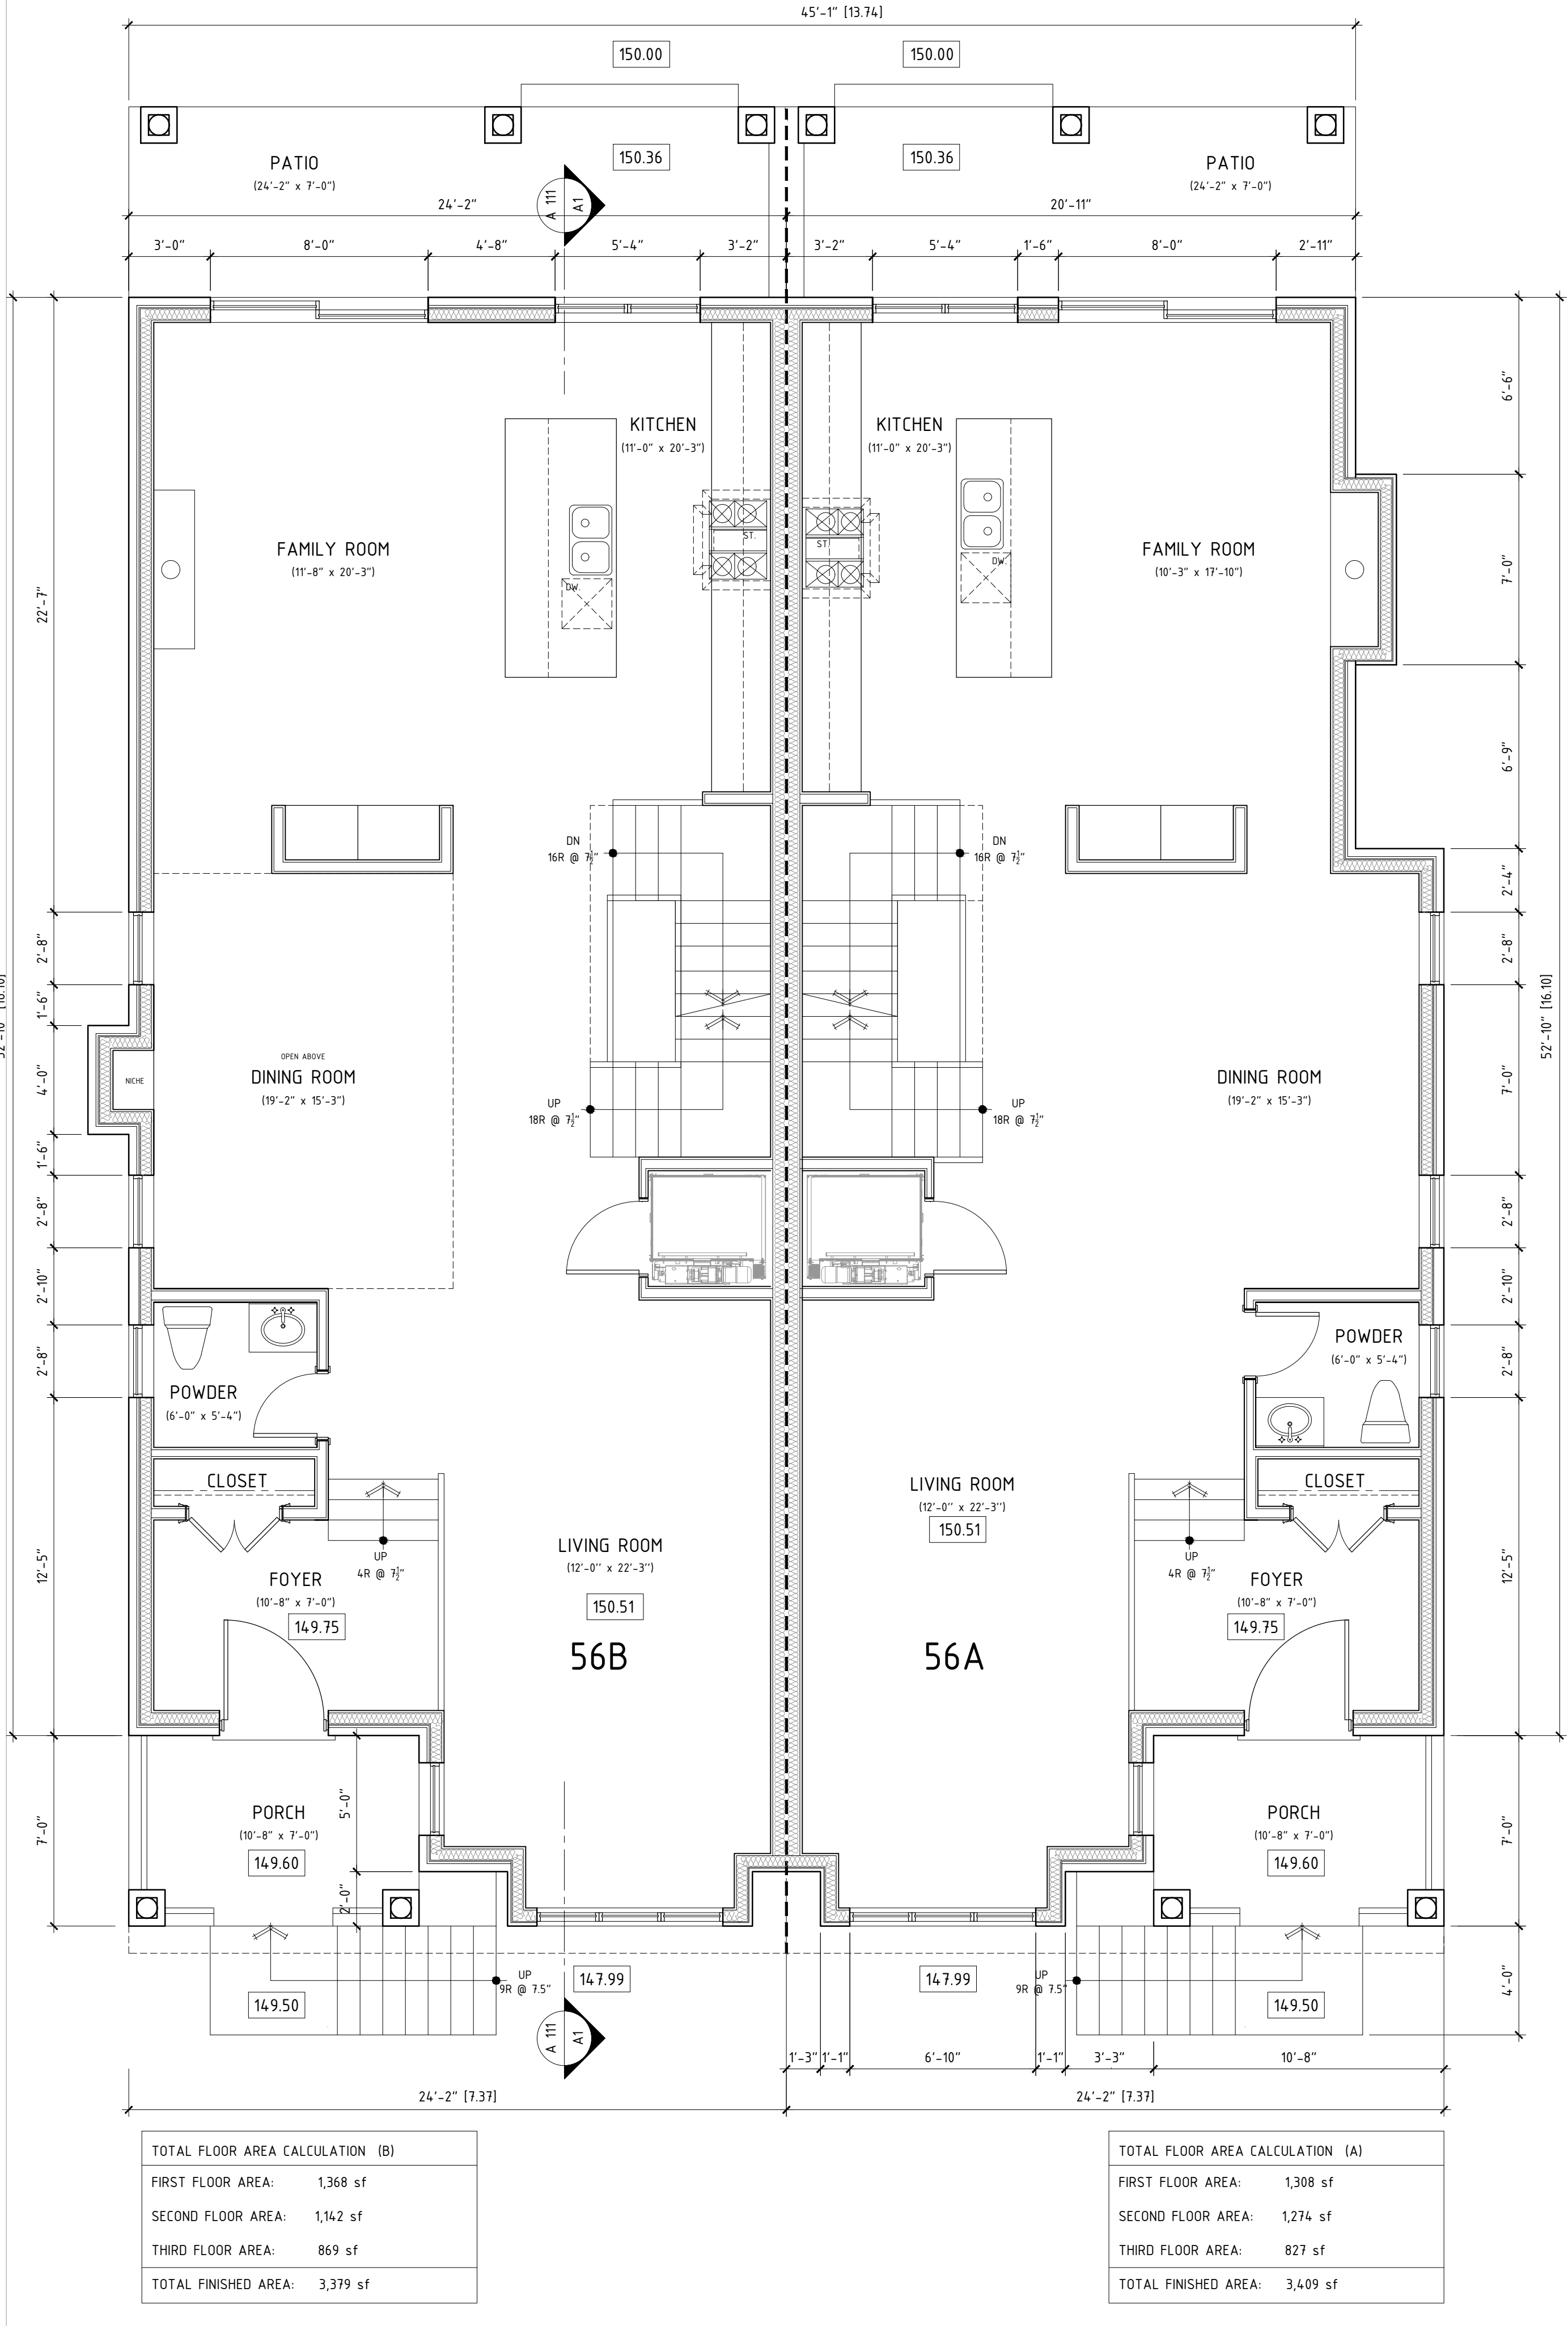 45'-1" [13.74]
150.00
150.00
PATIO
(24'-2" x 7'-0")
150.36
150.36
PATIO
(24'-2" x 7'-0")
A 111
A1
24'-2"
20'-11"
3'-0"
8'-0"
4'-8"
5'-4"
3'-2"
3'-2"
5'-4"
1'-6"
8'-0"
2'-11"
6'-6"
KITCHEN
(11'-0" x 20'-3")
KITCHEN
(11'-0" x 20'-3")
ST.
ST.
FAMILY ROOM
(11'-8" x 20'-3")
DW.
DW.
FAMILY ROOM
(10'-3" x 17'-10")
7'-0"
22'-7"
6'-9"
DN
16R @ 7½"
DN
16R @ 7½"
2'-4"
2'-8"
2'-8"
1'-6"
52'-10" [16.10]
OPEN ABOVE
DINING ROOM
(19'-2" x 15'-3")
NICHE
4'-0"
DINING ROOM
(19'-2" x 15'-3")
7'-0"
UP
18R @ 7½"
UP
18R @ 7½"
1'-6"
2'-8"
2'-8"
2'-10"
2'-10"
2'-8"
POWDER
(6'-0" x 5'-4")
POWDER
(6'-0" x 5'-4")
2'-8"
CLOSET
CLOSET
LIVING ROOM
(12'-0" x 22'-3")
150.51
LIVING ROOM
(12'-0" x 22'-3")
150.51
12'-5"
12'-5"
UP
4R @ 7½"
UP
4R @ 7½"
FOYER
(10'-8" x 7'-0")
149.75
FOYER
(10'-8" x 7'-0")
149.75
56B
56A
5'-0"
7'-0"
PORCH
(10'-8" x 7'-0")
149.60
PORCH
(10'-8" x 7'-0")
149.60
7'-0"
2'-0"
UP
9R @ 7.5"
147.99
147.99
UP
9R @ 7.5"
149.50
149.50
4'-0"
A 111
A1
1'-3"
1'-1"
6'-10"
1'-1"
3'-3"
10'-8"
24'-2" [7.37]
24'-2" [7.37]
TOTAL FLOOR AREA CALCULATION (B)
FIRST FLOOR AREA: 1,368 sf
SECOND FLOOR AREA: 1,142 sf
THIRD FLOOR AREA: 869 sf
TOTAL FINISHED AREA: 3,379 sf
TOTAL FLOOR AREA CALCULATION (A)
FIRST FLOOR AREA: 1,308 sf
SECOND FLOOR AREA: 1,274 sf
THIRD FLOOR AREA: 827 sf
TOTAL FINISHED AREA: 3,409 sf